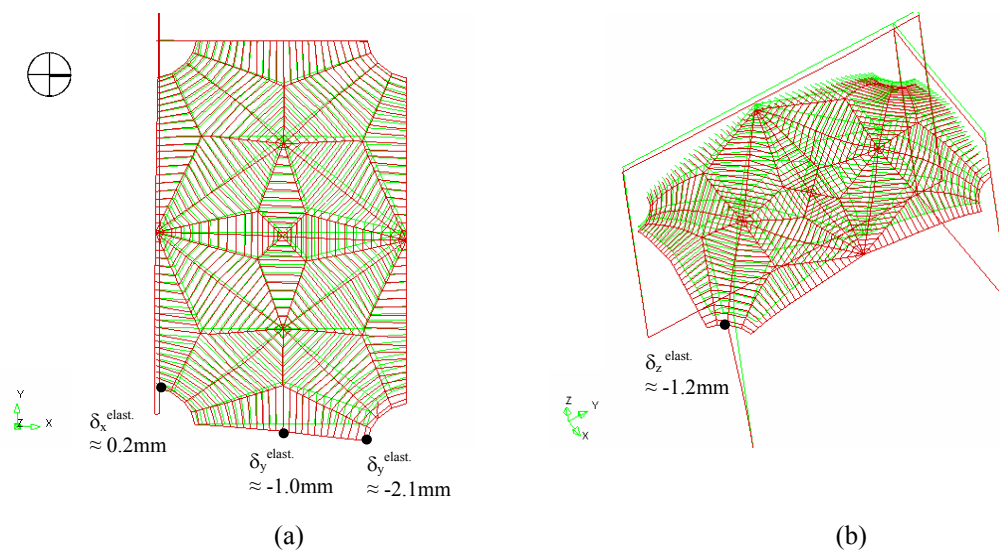 δx elast.
≈ 0.2mm
δy elast.
≈ -1.0mm
δy elast.
≈ -2.1mm
Y
Z X
(a)
δz elast.
≈ -1.2mm
Z Y
X
(b)